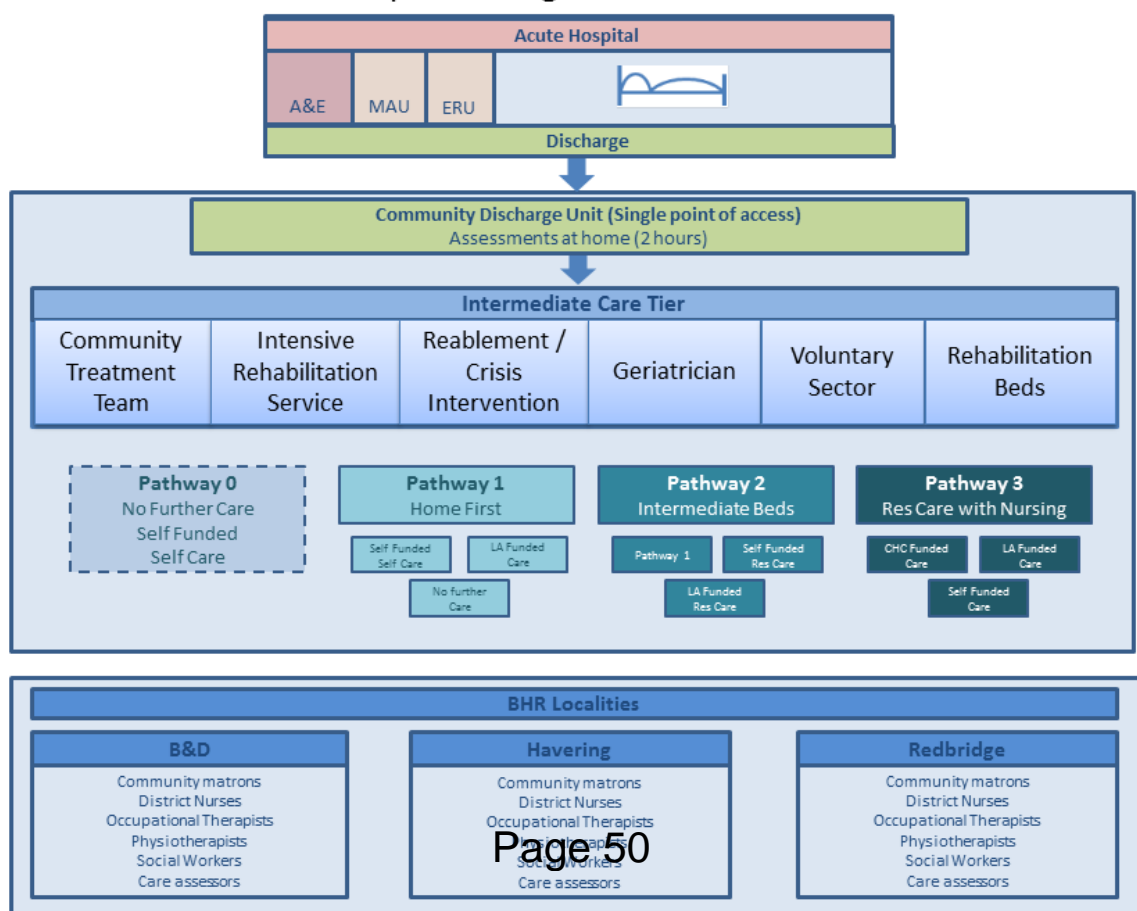 Acute Hospital
A&E
MAU
ERU
Discharge
Community Discharge Unit (Single point of access)
Assessments at home (2 hours)
Intermediate Care Tier
Community
Treatment
Team
Intensive
Rehabilitation
Service
Reablement /
Crisis
Intervention
Geriatrician
Voluntary
Sector
Rehabilitation
Beds
Pathway 0
No Further Care
Self Funded
Self Care
Pathway 1
Home First
Self Funded
Self Care
LA Funded
Care
No further
Care
Pathway 2
Intermediate Beds
Pathway 1
Self Funded
Res Care
LA Funded
Res Care
Pathway 3
Res Care with Nursing
CHC Funded
Care
LA Funded
Care
Self Funded
Care
BHR Localities
B&D
Community matrons
District Nurses
Occupational Therapists
Physiotherapists
Social Workers
Care assessors
Havering
Community matrons
District Nurses
Occupational Therapists
Physiotherapists
Social Workers
Care assessors
Redbridge
Community matrons
District Nurses
Occupational Therapists
Physiotherapists
Social Workers
Care assessors
Page 50